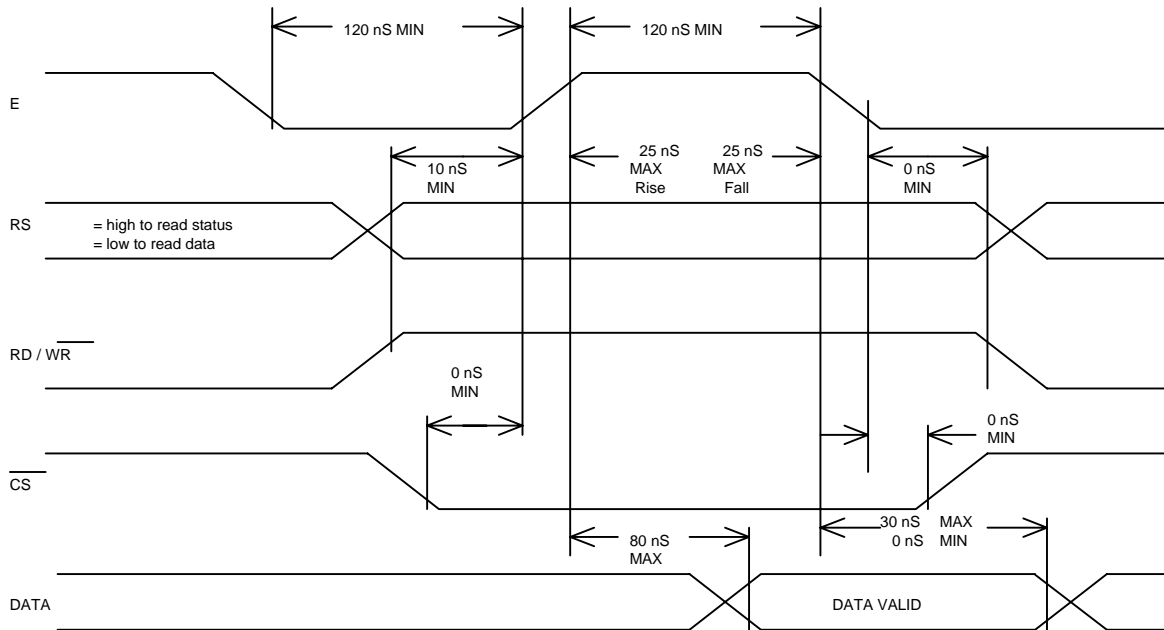 120 nS MIN
120 nS MIN
E
10 nS
MIN
25 nS
MAX
Rise
25 nS
MAX
Fall
0 nS
MIN
RS
= high to read status
= low to read data
RD / WR
0 nS
MIN
0 nS
MIN
CS
80 nS
MAX
30 nS MAX
0 nS MIN
DATA
DATA VALID